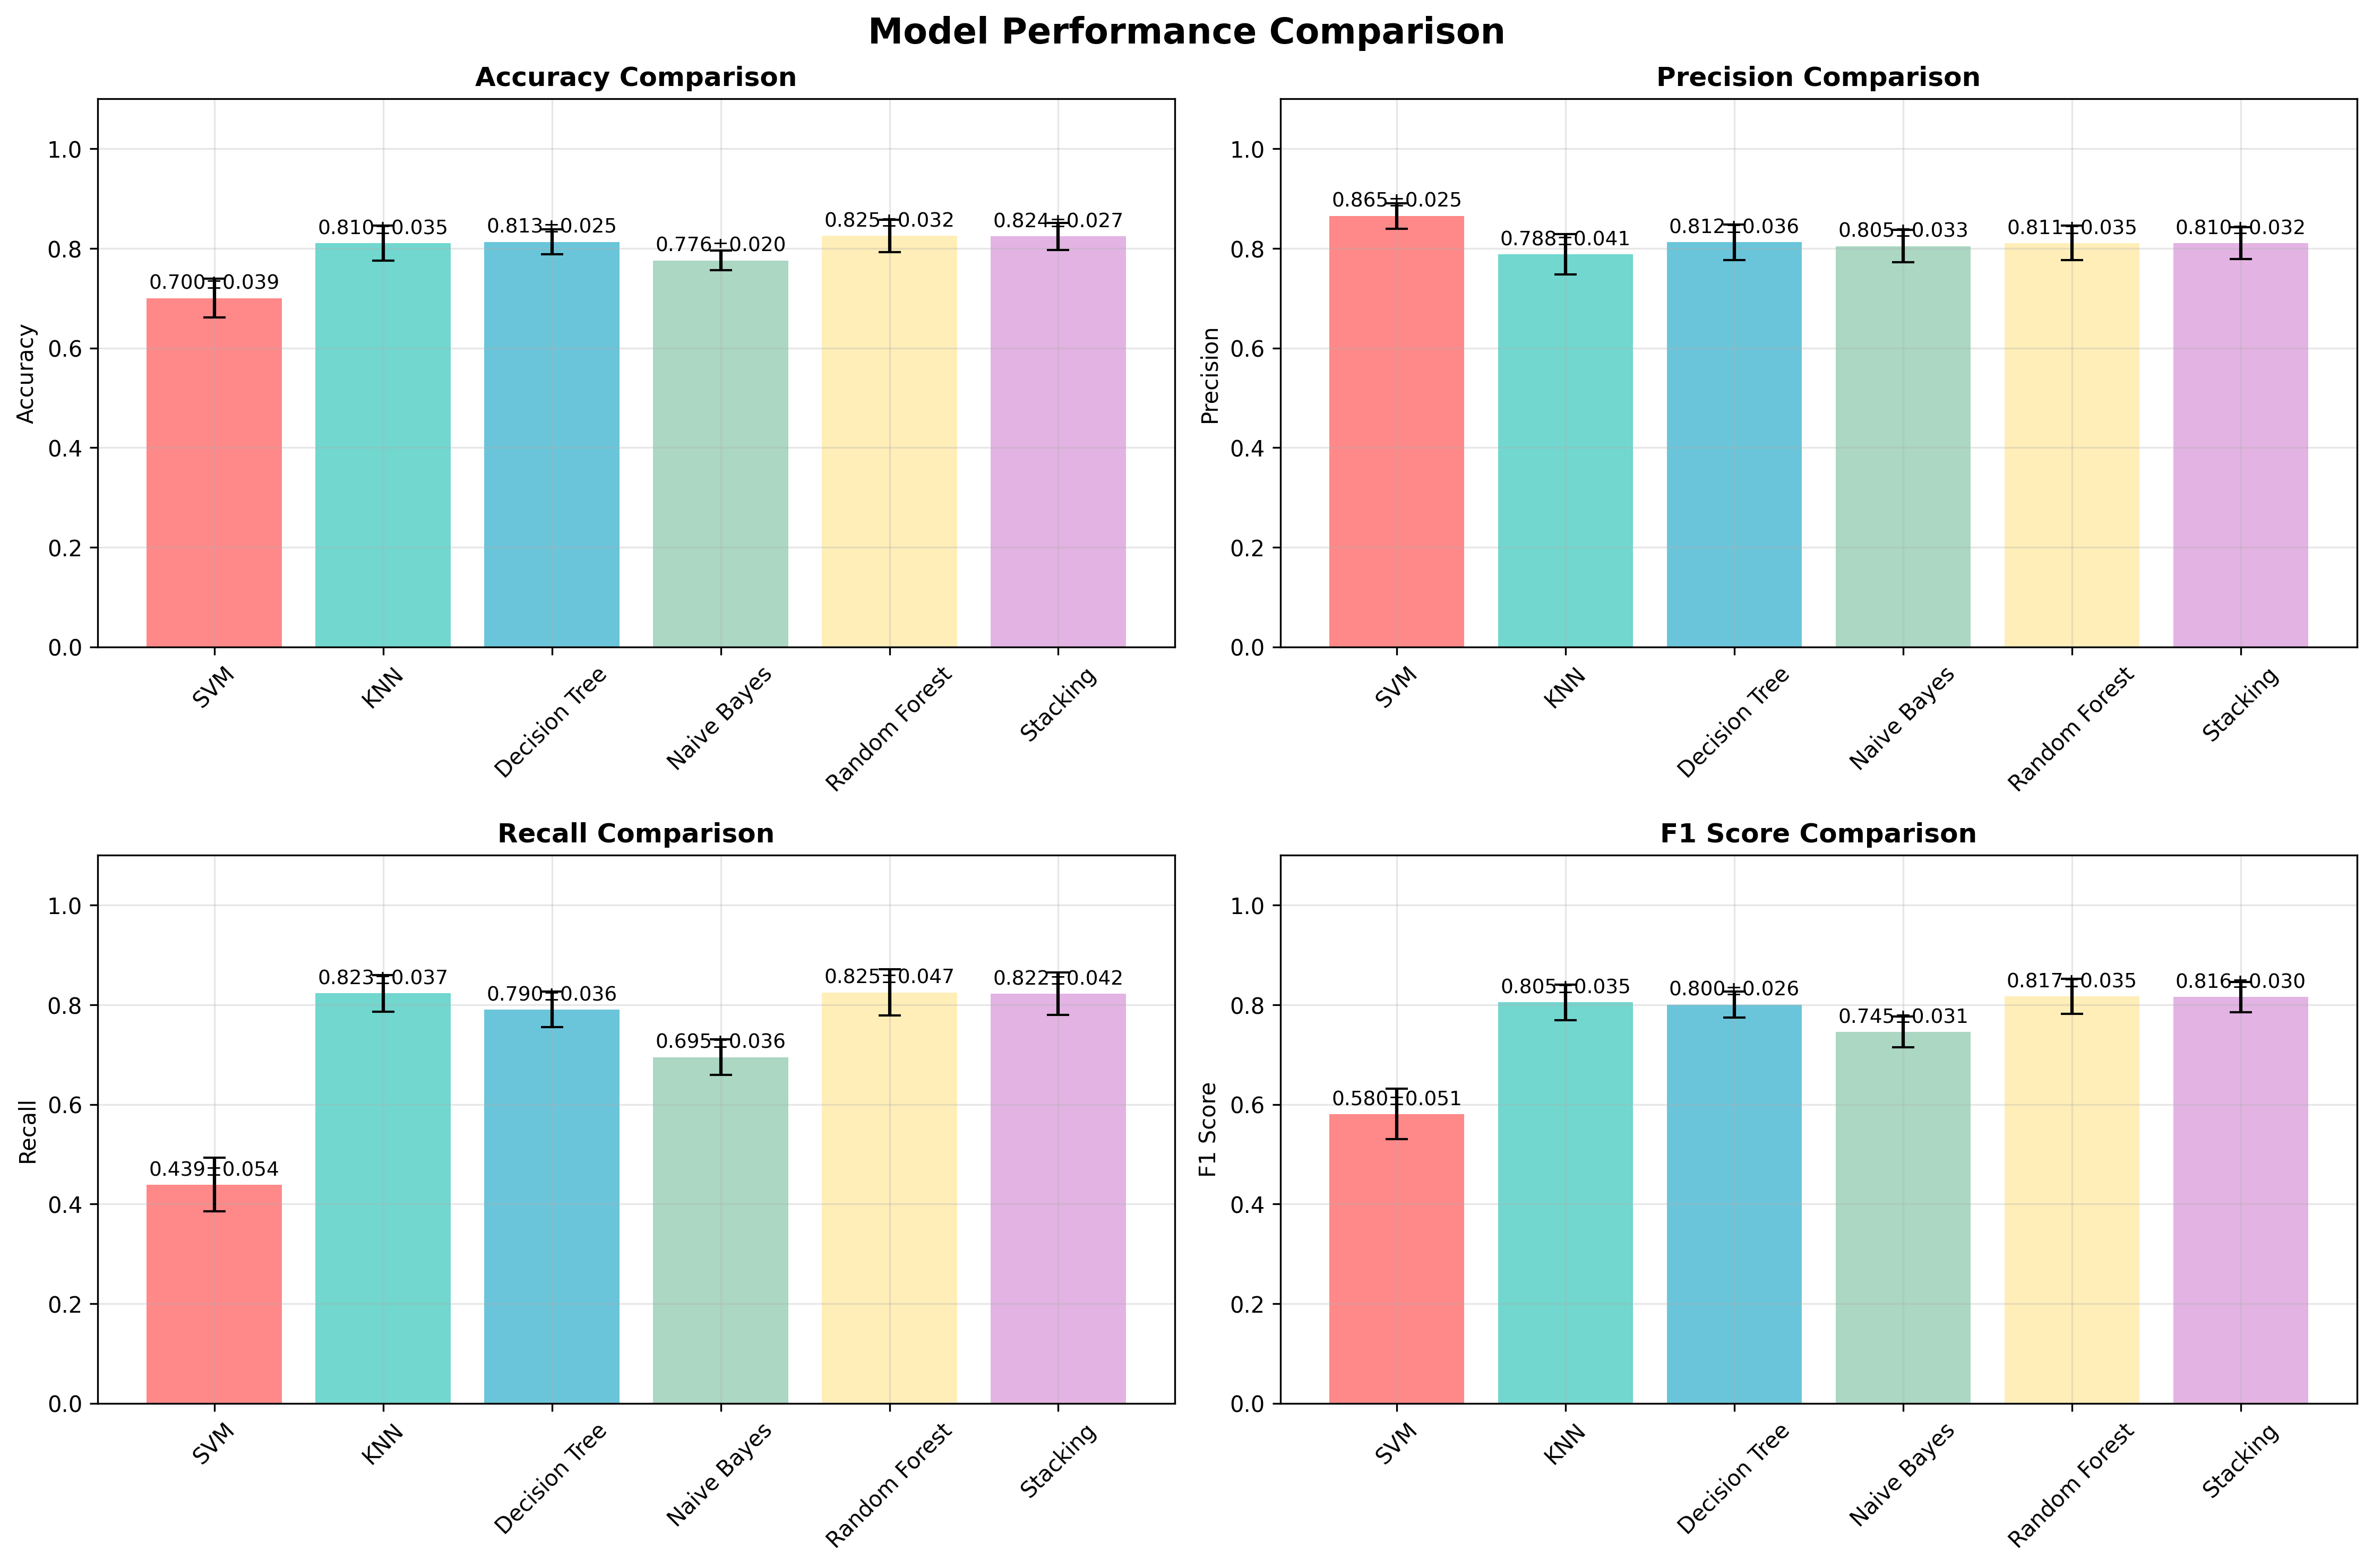 Model Performance Comparison
Accuracy Comparison
Accuracy
1.0
0.8
0.6
0.4
0.2
0.0
0.700±0.039
0.810±0.035
0.813±0.025
0.776±0.020
0.825±0.032
0.824±0.027
SVM
KNN
Decision Tree
Naive Bayes
Random Forest
Stacking
Precision Comparison
Precision
1.0
0.8
0.6
0.4
0.2
0.0
0.865±0.025
0.788±0.041
0.812±0.036
0.805±0.033
0.811±0.035
0.810±0.032
SVM
KNN
Decision Tree
Naive Bayes
Random Forest
Stacking
Recall Comparison
Recall
1.0
0.8
0.6
0.4
0.2
0.0
0.439±0.054
0.823±0.037
0.790±0.036
0.695±0.036
0.825±0.047
0.822±0.042
SVM
KNN
Decision Tree
Naive Bayes
Random Forest
Stacking
F1 Score Comparison
F1 Score
1.0
0.8
0.6
0.4
0.2
0.0
0.580±0.051
0.805±0.035
0.800±0.026
0.745±0.031
0.817±0.035
0.816±0.030
SVM
KNN
Decision Tree
Naive Bayes
Random Forest
Stacking